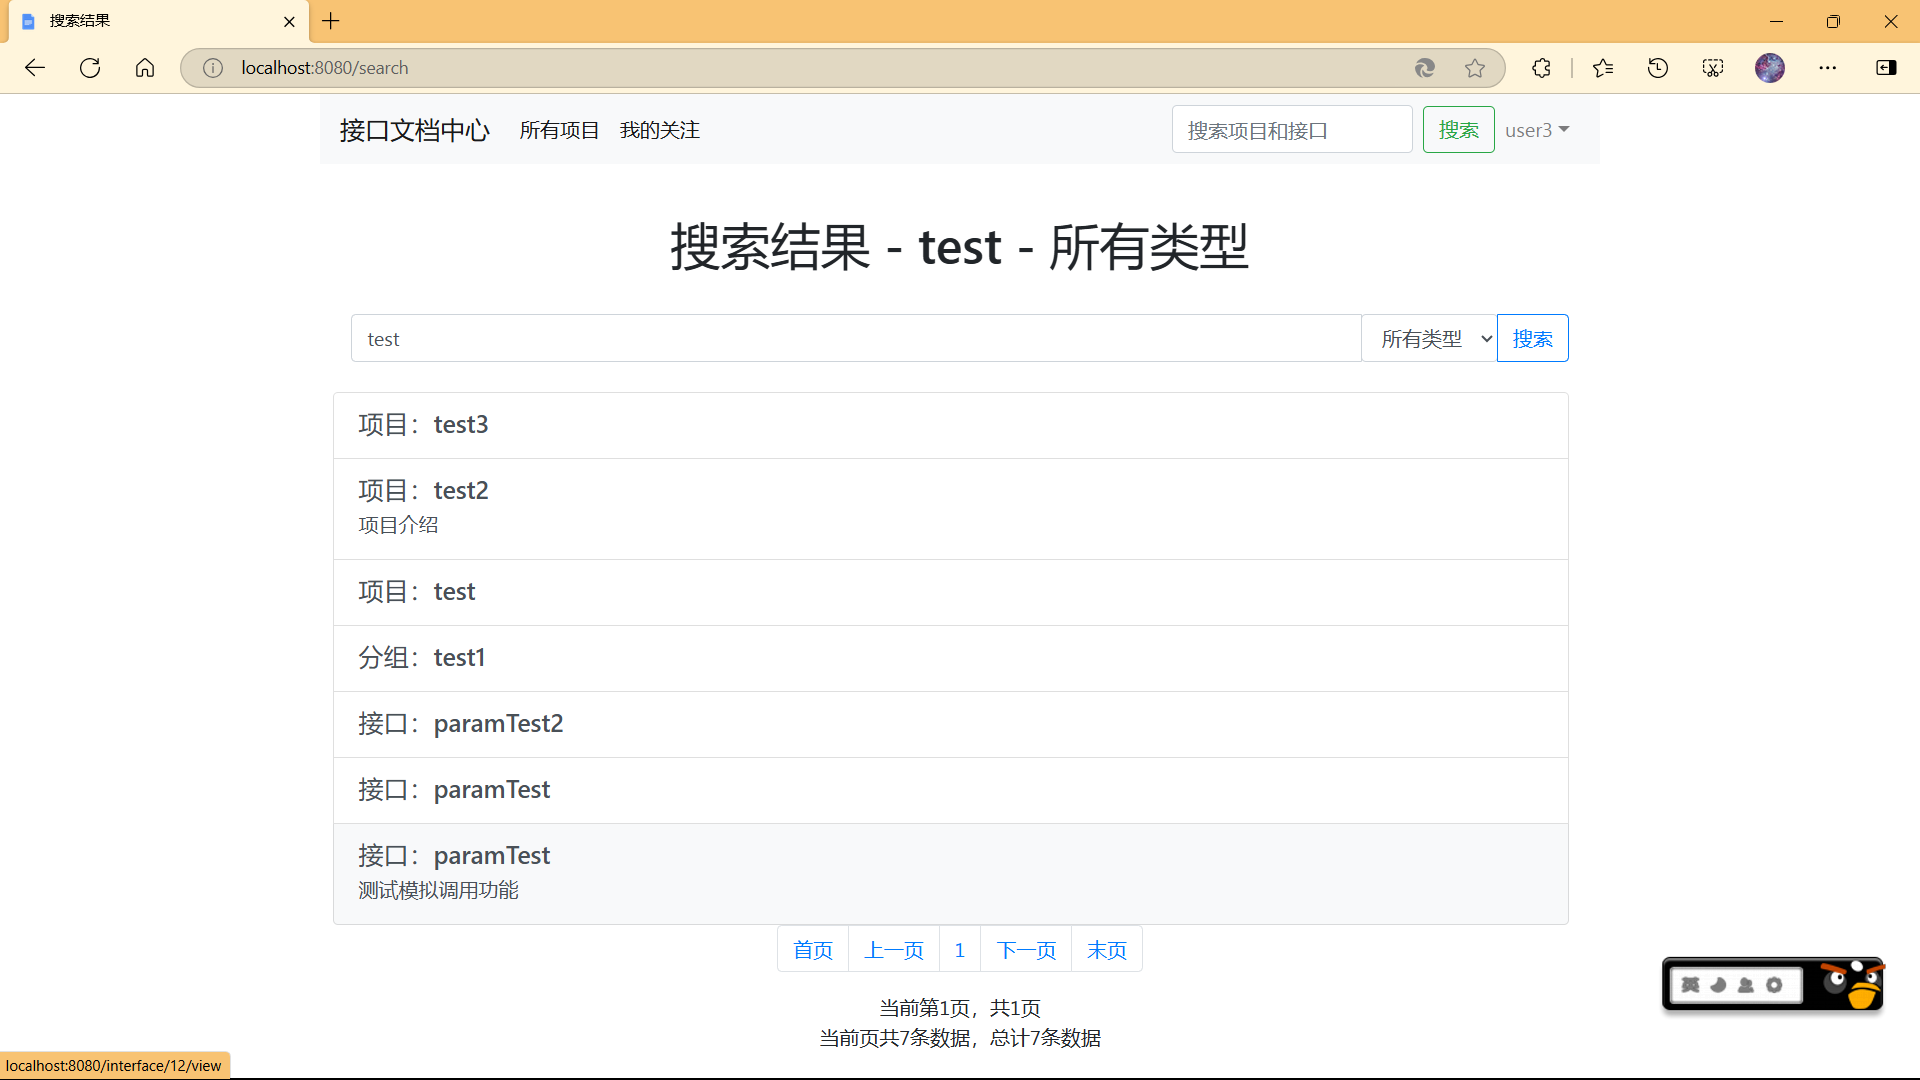 搜索结果
localhost:8080/search
接口文档中心 所有项目 我的关注 搜索项目和接口 搜索 user3
搜索结果 - test - 所有类型
test 所有类型 搜索
项目：test3
项目：test2
项目介绍
项目：test
分组：test1
接口：paramTest2
接口：paramTest
接口：paramTest
测试模拟调用功能
首页 上一页 1 下一页 末页
英
当前第1页，共1页
当前页共7条数据，总计7条数据
localhost:8080/interface/12/view